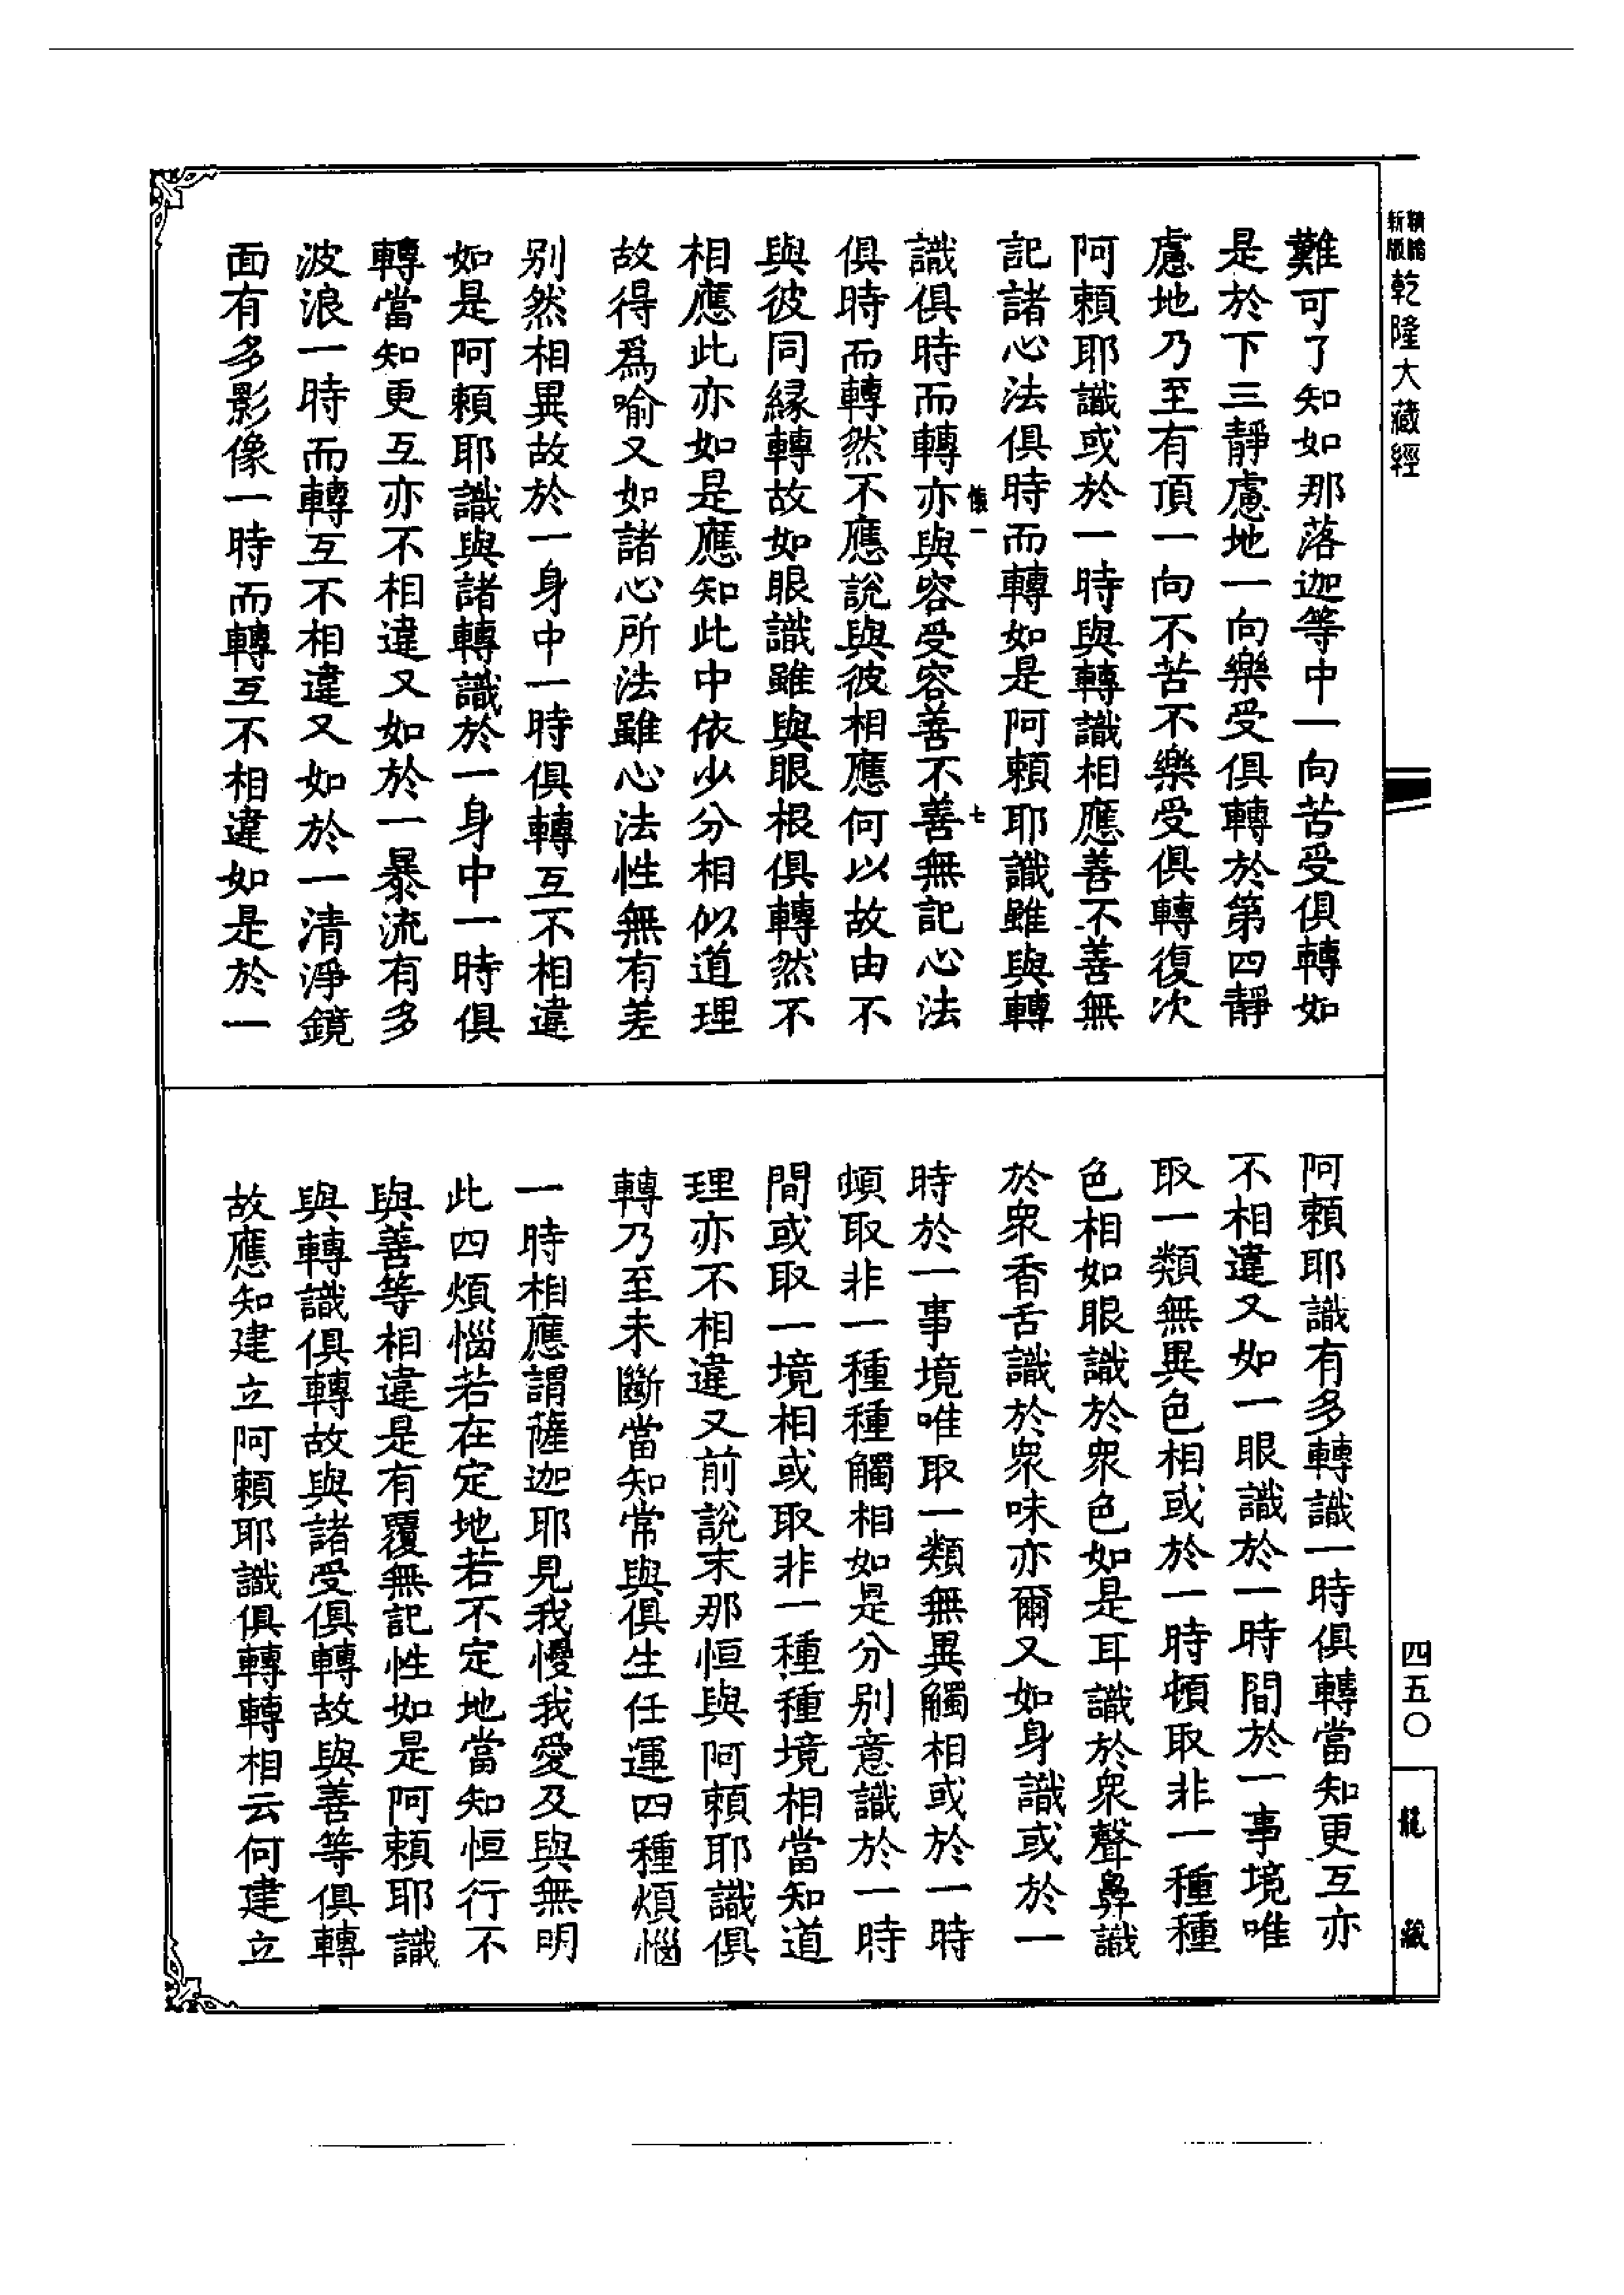 新版 精縮 乾隆大藏經
難可了知如那落迦等中一向苦受俱轉如
是於下三靜慮地一向樂受俱轉於第四靜
慮地乃至有頂一向不苦不樂受俱轉復次
阿賴耶識或於一時與轉識相應善不善無
記諸心法俱時而轉如是阿賴耶識雖與轉
七
識俱時而轉亦與容受容善不善無記心法
俱時而轉然不應說與彼相應何以故由不
與彼同緣轉故如眼識雖與眼根俱轉然不
相應此亦如是應知此中依少分相似道理
故得爲喻又如諸心所法雖心法性無有差
别然相異故於一身中一時俱轉互不相違
如是阿賴耶識與諸轉識於一身中一時俱
轉當知更互亦不相違又如於一暴流有多
波浪一時而轉互不相違又如於一清淨鏡
面有多影像一時而轉互不相違如是於一
阿賴耶識有多轉識一時俱轉當知更互亦
不相違又如一眼識於一時間於一事境唯
取一類無異色相或於一時頓取非一種種
色相如眼識於衆色如是耳識於衆聲鼻識
於衆香舌識於衆味亦爾又如身識或於一
時於一事境唯取一類無異觸相或於一時
頓取非一種種觸相如是分別意識於一時
間或取一境相或取非一種種境相當知道
理亦不相違又前說末那恒與阿賴耶識俱
轉乃至未斷當知常與俱生任運四種煩惱
一時相應謂薩迦耶見我慢我愛及與無明
此四煩惱若在定地若不定地當知恒行不
與善等相違是有覆無記性如是阿賴耶識
與轉識俱轉故與諸受俱轉故與善等俱轉
故應知建立阿賴耶識俱轉轉相云何建立
四五〇
龍藏